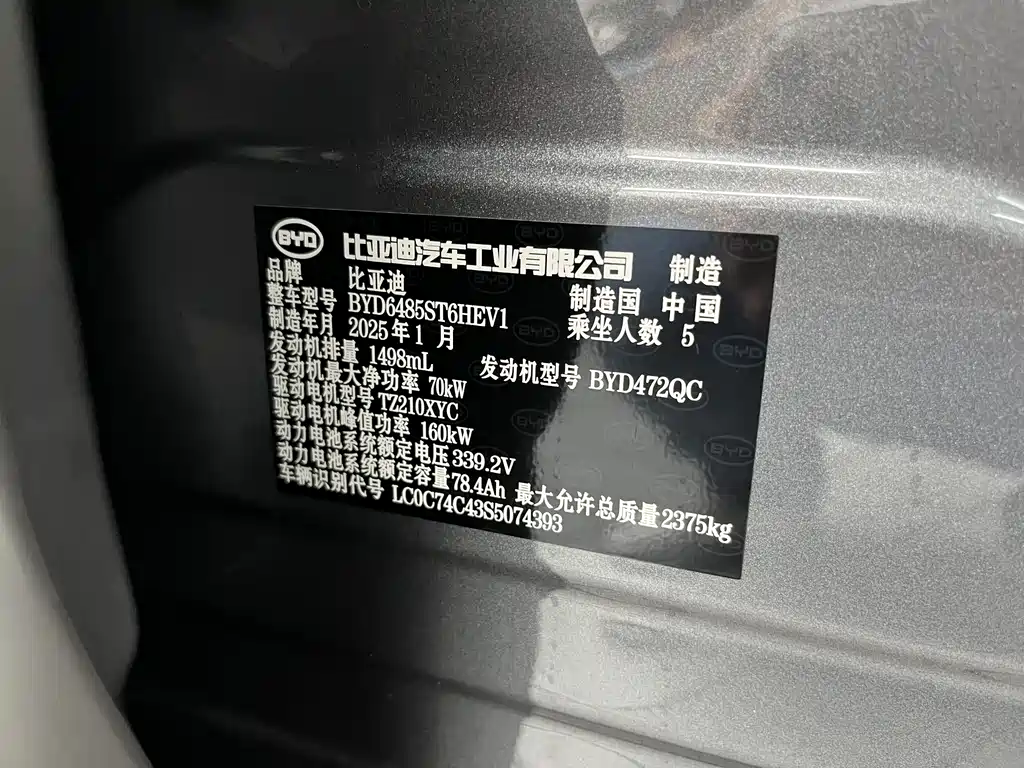 BYD 比亚迪汽车工业有限公司 制造
品牌 比亚迪 制造国 中国
整车型号 BYD6485ST6HEV1 乘坐人数 5
制造年月 2025年1月
发动机排量 1498mL 发动机型号 BYD472QC
发动机最大净功率 70kW
驱动电机型号 TZ210XYC
驱动电机峰值功率 160kW
动力电池系统额定电压 339.2V
动力电池系统额定容量 78.4Ah 最大允许总质量 2375kg
车辆识别代号 LC0C74C43S5074393